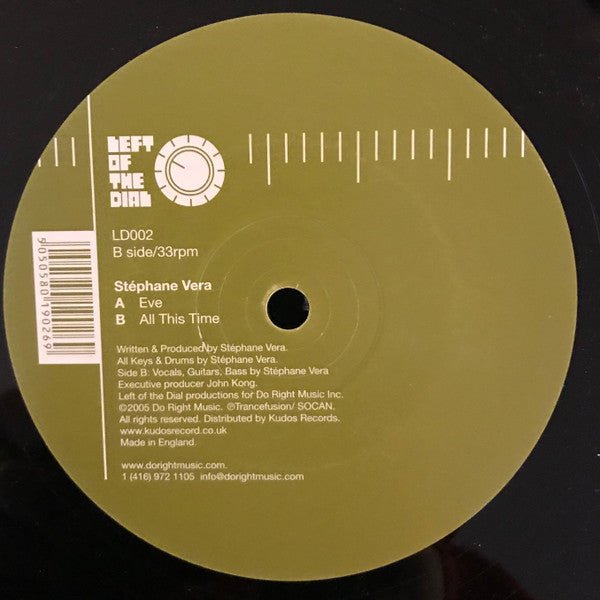 LEFT
OF
THE
DIAL
LD002
B side/33rpm
Stéphane Vera
A Eve
B All This Time
Written & Produced by Stéphane Vera.
All Keys & Drums by Stéphane Vera.
Side B: Vocals, Guitars, Bass by Stéphane Vera
Executive producer John Kong.
Left of the Dial productions for Do Right Music Inc.
©2005 Do Right Music. ℗Trancefusion/ SOCAN.
All rights reserved. Distributed by Kudos Records.
www.kudosrecord.co.uk
Made in England.
www.dorightmusic.com.
1 (416) 972 1105 info@dorightmusic.com
5050580190269